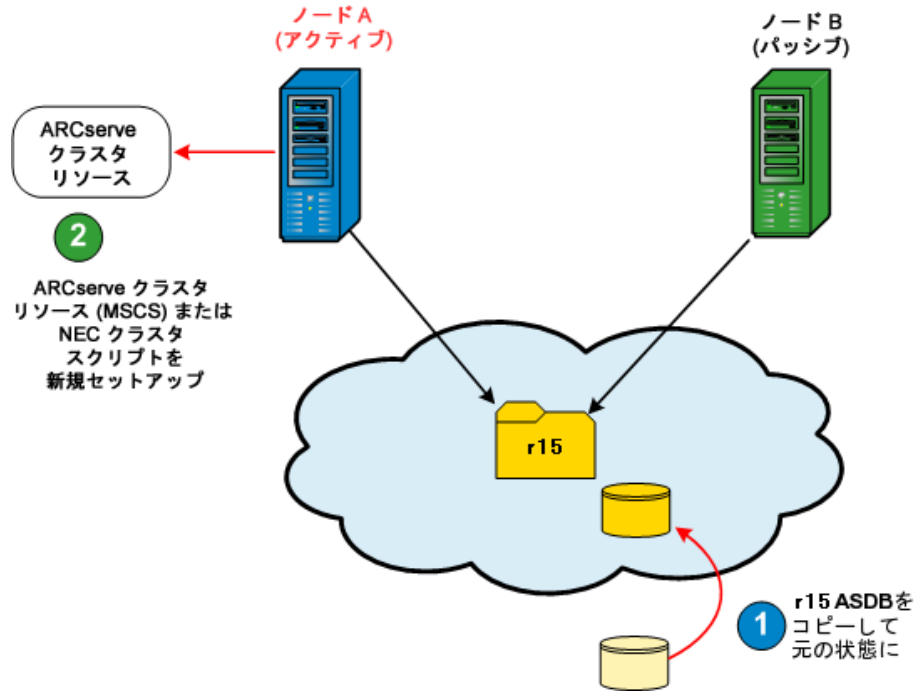 ノード A
(アクティブ)
ノード B
(パッシブ)
ARCserve
クラスタ
リソース
2
ARCserve クラスタ
リソース (MSCS) または
NEC クラスタ
スクリプトを
新規セットアップ
r15
1
r15 ASDBを
コピーして
元の状態に